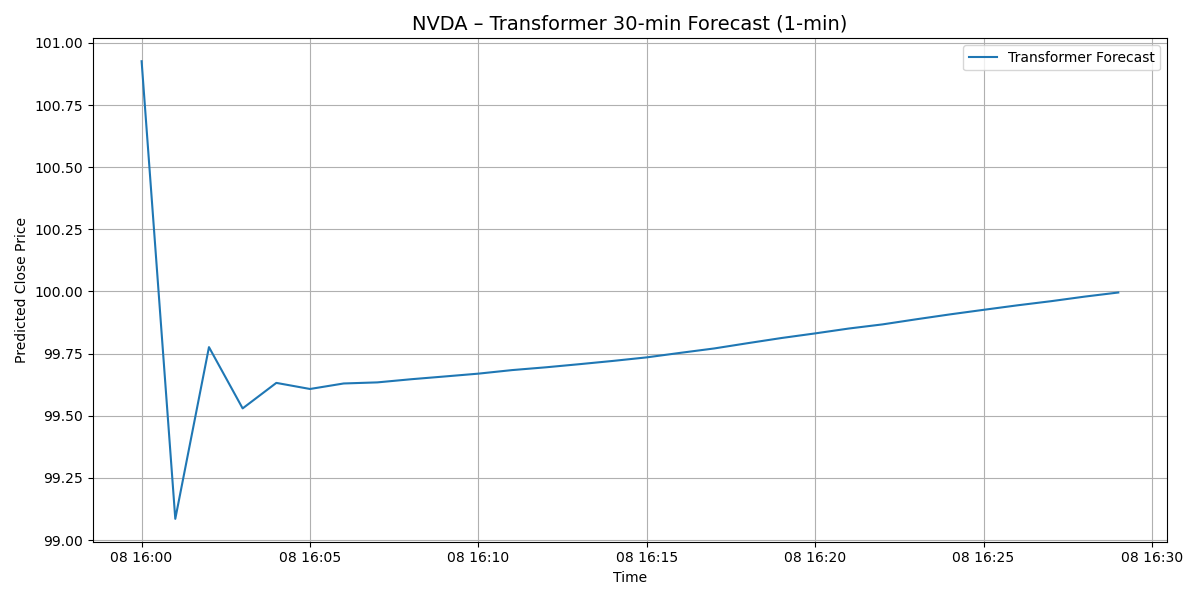 NVDA – Transformer 30-min Forecast (1-min)
Transformer Forecast
Predicted Close Price
101.00
100.75
100.50
100.25
100.00
99.75
99.50
99.25
99.00
08 16:00 08 16:05 08 16:10 08 16:15 08 16:20 08 16:25 08 16:30
Time